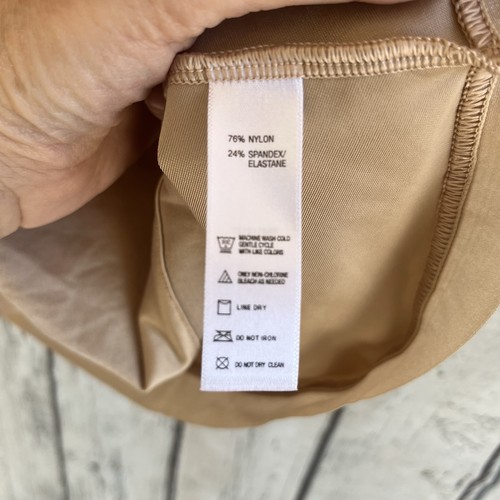 76% NYLON
24% SPANDEX/
ELASTANE
MACHINE WASH COLD
GENTLE CYCLE
WITH LIKE COLORS
ONLY NON-CHLORINE
BLEACH AS NEEDED
LINE DRY
DO NOT IRON
DO NOT DRY CLEAN